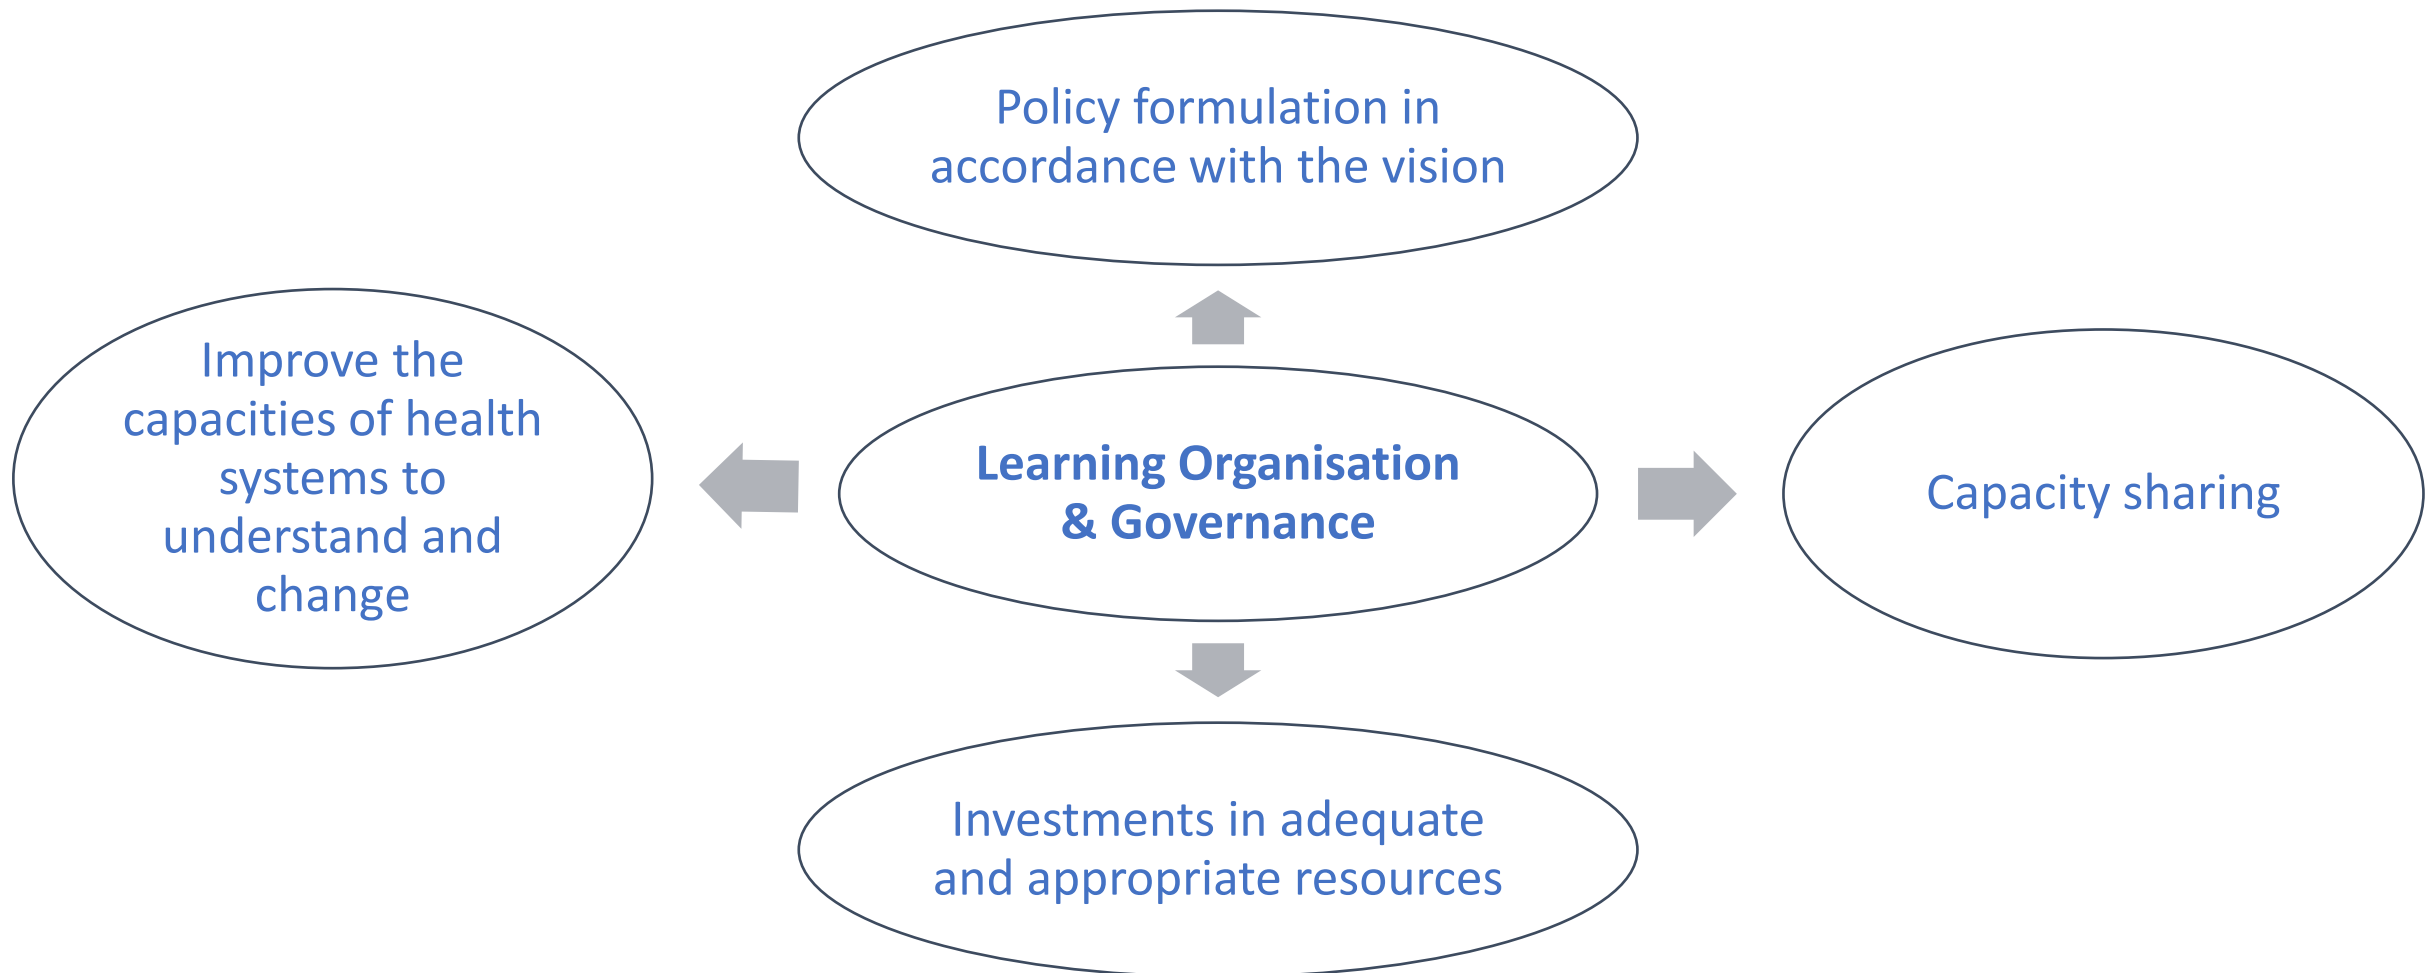 Policy formulation in
accordance with the vision
Improve the
capacities of health
systems to
understand and
change
Learning Organisation
& Governance
Capacity sharing
Investments in adequate
and appropriate resources